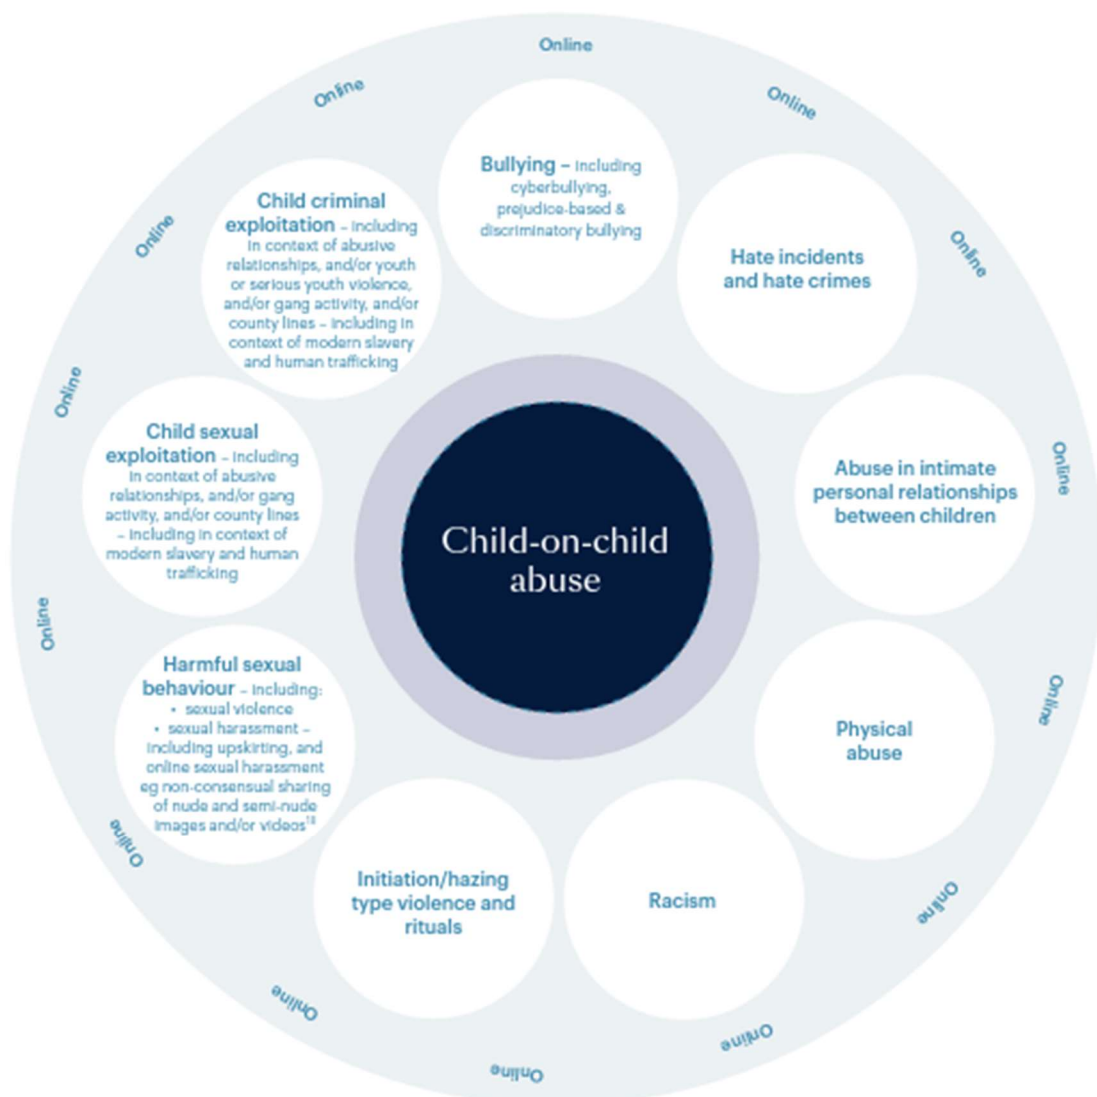 Online
Online
Online
Online
Online
Online
Online
Online
Online
Online
Online
Online
Online
Online
Bullying – including
cyberbullying,
prejudice-based &
discriminatory bullying
Hate incidents
and hate crimes
Abuse in intimate
personal relationships
between children
Physical
abuse
Racism
Initiation/hazing
type violence and
rituals
Harmful sexual
behaviour – including:
• sexual violence
• sexual harassment –
including upskirting, and
online sexual harassment
eg non-consensual sharing
of nude and semi-nude
images and/or videos¹⁸
Child sexual
exploitation – including
in context of abusive
relationships, and/or gang
activity, and/or county lines
– including in context of
modern slavery and human
trafficking
Child criminal
exploitation – including
in context of abusive
relationships, and/or youth
or serious youth violence,
and/or gang activity, and/or
county lines – including in
context of modern slavery
and human trafficking
Child-on-child
abuse